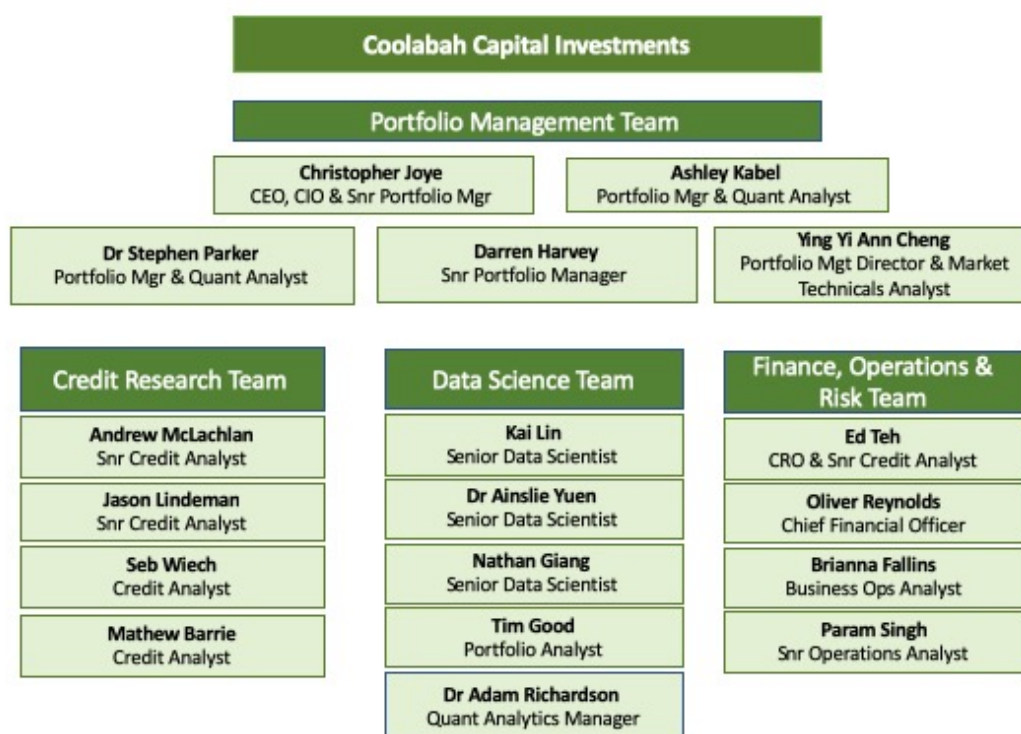 Coolabah Capital Investments
Portfolio Management Team
Christopher Joye
CEO, CIO & Snr Portfolio Mgr
Ashley Kabel
Portfolio Mgr & Quant Analyst
Dr Stephen Parker
Portfolio Mgr & Quant Analyst
Darren Harvey
Snr Portfolio Manager
Ying Yi Ann Cheng
Portfolio Mgt Director & Market
Technicals Analyst
Credit Research Team
Andrew McLachlan
Snr Credit Analyst
Jason Lindeman
Snr Credit Analyst
Seb Wiech
Credit Analyst
Mathew Barrie
Credit Analyst
Data Science Team
Kai Lin
Senior Data Scientist
Dr Ainslie Yuen
Senior Data Scientist
Nathan Giang
Senior Data Scientist
Tim Good
Portfolio Analyst
Dr Adam Richardson
Quant Analytics Manager
Finance, Operations &
Risk Team
Ed Teh
CRO & Snr Credit Analyst
Oliver Reynolds
Chief Financial Officer
Brianna Fallins
Business Ops Analyst
Param Singh
Snr Operations Analyst